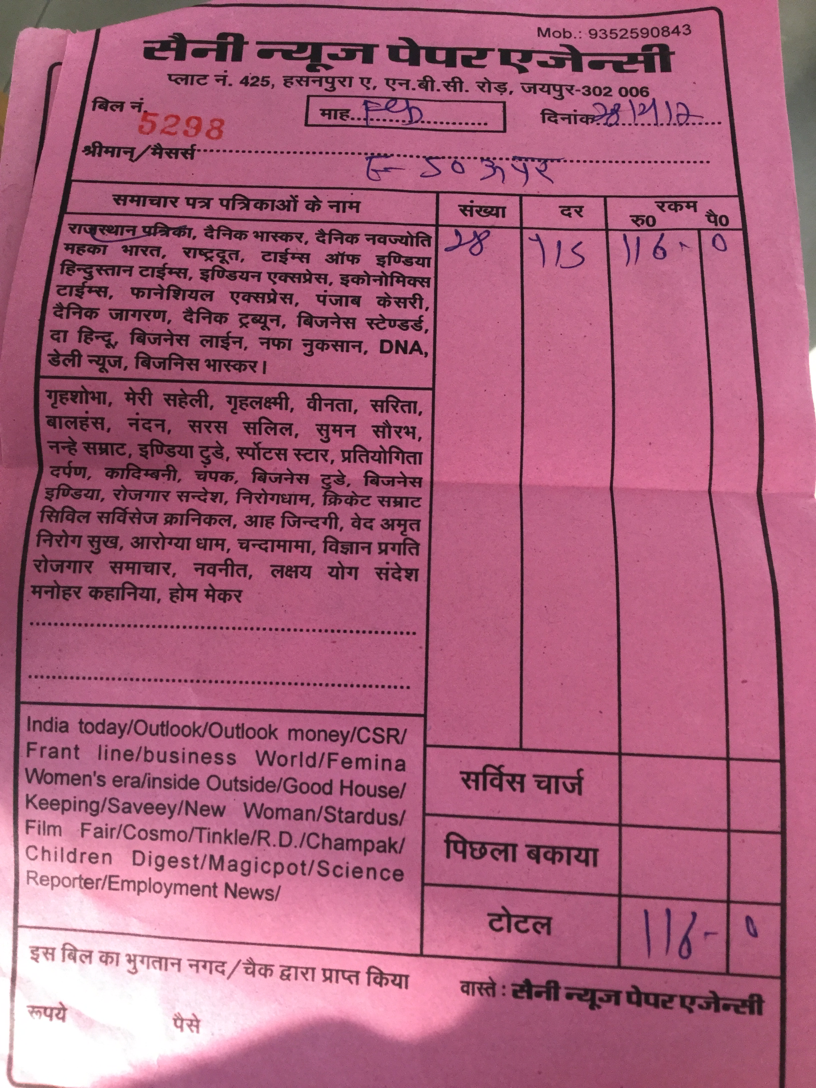 Mob.: 9352590843
सैनी न्यूज पेपर एजेन्सी
प्लाट नं. 425, हसनपुरा ए, एन.बी.सी. रोड़, जयपुर-302 006
बिल नं. 5298 माह Feb दिनांक
श्रीमान्/मैसर्स E-50 ऊपर
समाचार पत्र पत्रिकाओं के नाम संख्या दर रकम रु0 पै0
राजस्थान पत्रिका, दैनिक भास्कर, दैनिक नवज्योति 28 116-0
महका भारत, राष्ट्रदूत, टाईम्स ऑफ इण्डिया
हिन्दुस्तान टाईम्स, इण्डियन एक्सप्रेस, इकोनोमिक्स
टाईम्स, फानेशियल एक्सप्रेस, पंजाब केसरी,
दैनिक जागरण, दैनिक ट्रब्यून, बिजनेस स्टेण्डर्ड,
दा हिन्दू, बिजनेस लाईन, नफा नुकसान, DNA,
डेली न्यूज, बिजनिस भास्कर।
गृहशोभा, मेरी सहेली, गृहलक्ष्मी, वीनता, सरिता,
बालहंस, नंदन, सरस सलिल, सुमन सौरभ,
नन्हे सम्राट, इण्डिया टुडे, र्स्पोटस स्टार, प्रतियोगिता
दर्पण, कादिम्बनी, चंपक, बिजनेस टुडे, बिजनेस
इण्डिया, रोजगार सन्देश, निरोगधाम, क्रिकेट सम्राट
सिविल सर्विसेज क्रानिकल, आह जिन्दगी, वेद अमृत
निरोग सुख, आरोग्या धाम, चन्दामामा, विज्ञान प्रगति
रोजगार समाचार, नवनीत, लक्षय योग संदेश
मनोहर कहानिया, होम मेकर
India today/Outlook/Outlook money/CSR/
Frant line/business World/Femina
Women's era/inside Outside/Good House/
Keeping/Saveey/New Woman/Stardus/
Film Fair/Cosmo/Tinkle/R.D./Champak/
Children Digest/Magicpot/Science
Reporter/Employment News/
सर्विस चार्ज
पिछला बकाया
टोटल 116-0
इस बिल का भुगतान नगद/चैक द्वारा प्राप्त किया
वास्ते : सैनी न्यूज पेपर एजेन्सी
रूपये पैसे